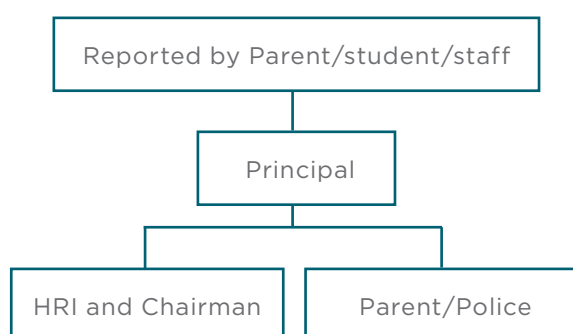 Reported by Parent/student/staff
Principal
HRI and Chairman
Parent/Police